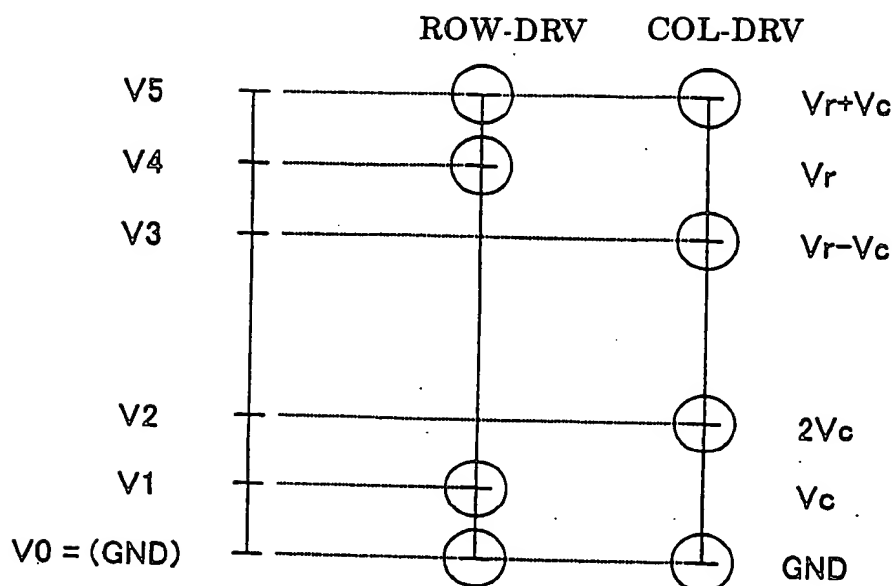 ROW-DRV COL-DRV
V5 Vr+Vc
V4 Vr
V3 Vr-Vc
V2 2Vc
V1 Vc
V0 = (GND) GND